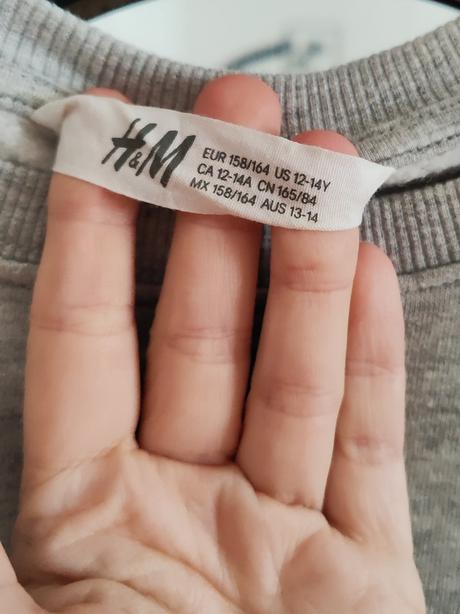 H&M
EUR 158/164 US 12-14Y
CA 12-14A CN 165/84
MX 158/164 AUS 13-14